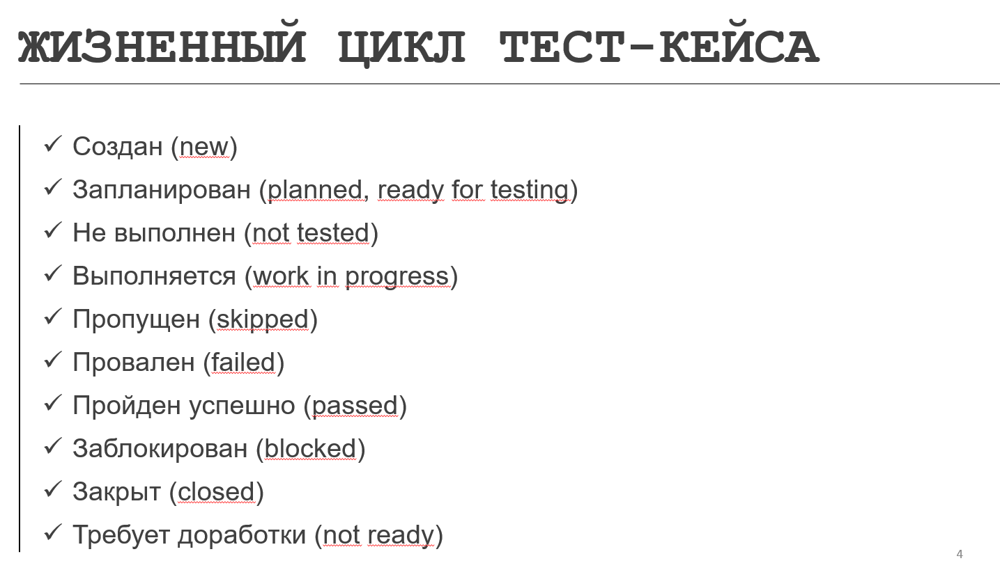 ЖИЗНЕННЫЙ ЦИКЛ ТЕСТ-КЕЙСА
✓ Создан (new)
✓ Запланирован (planned, ready for testing)
✓ Не выполнен (not tested)
✓ Выполняется (work in progress)
✓ Пропущен (skipped)
✓ Провален (failed)
✓ Пройден успешно (passed)
✓ Заблокирован (blocked)
✓ Закрыт (closed)
✓ Требует доработки (not ready)
4